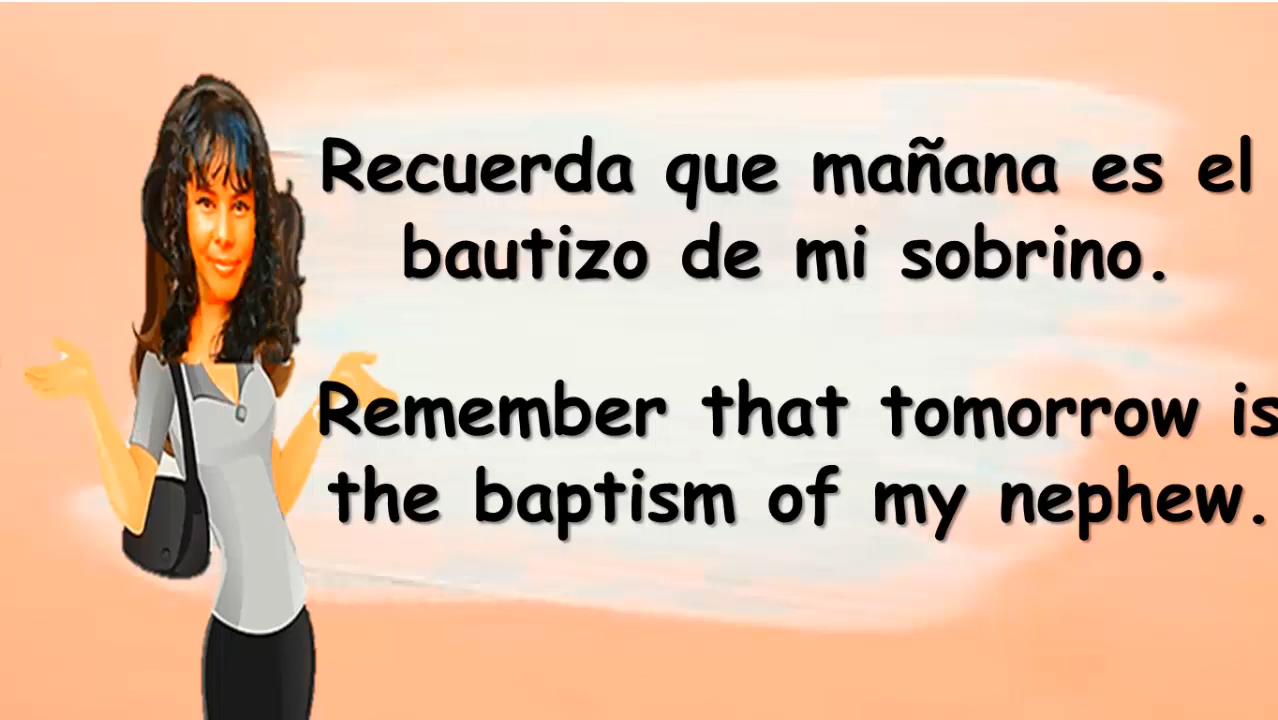 Recuerda que mañana es el
bautizo de mi sobrino.
Remember that tomorrow is
the baptism of my nephew.